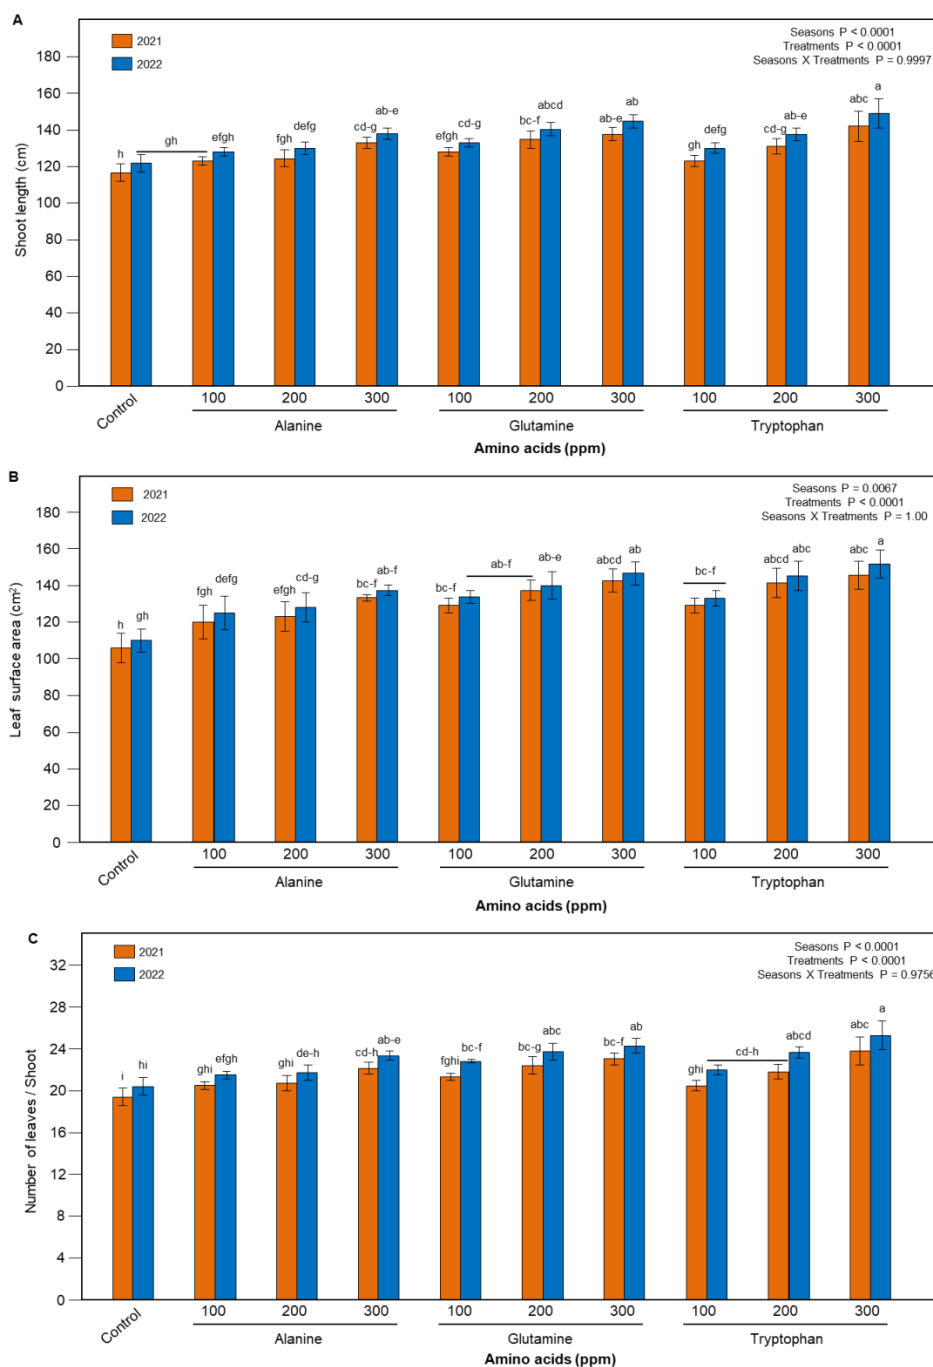 A
2021
2022
Seasons P < 0.0001
Treatments P < 0.0001
Seasons X Treatments P = 0.9997
Shoot length (cm)
180
160
140
120
100
80
60
40
20
0
h gh efgh fgh defg cd-g ab-e efgh cd-g bc-f abcd ab-e ab gh defg cd-g ab-e abc a
Control 100 200 300 100 200 300 100 200 300
Alanine Glutamine Tryptophan
Amino acids (ppm)
B
2021
2022
Seasons P = 0.0067
Treatments P < 0.0001
Seasons X Treatments P = 1.00
Leaf surface area (cm²)
180
160
140
120
100
80
60
40
20
0
h gh fgh defg efgh cd-g bc-f ab-f bc-f ab-f ab-e abcd ab bc-f abcd abc abc a
Control 100 200 300 100 200 300 100 200 300
Alanine Glutamine Tryptophan
Amino acids (ppm)
C
2021
2022
Seasons P < 0.0001
Treatments P < 0.0001
Seasons X Treatments P = 0.9756
Number of leaves / Shoot
32
28
24
20
16
12
8
4
0
i hi ghi efgh ghi de-h cd-h ab-e fghi bc-f bc-g abc bc-f ab ghi cd-h abcd abc a
Control 100 200 300 100 200 300 100 200 300
Alanine Glutamine Tryptophan
Amino acids (ppm)